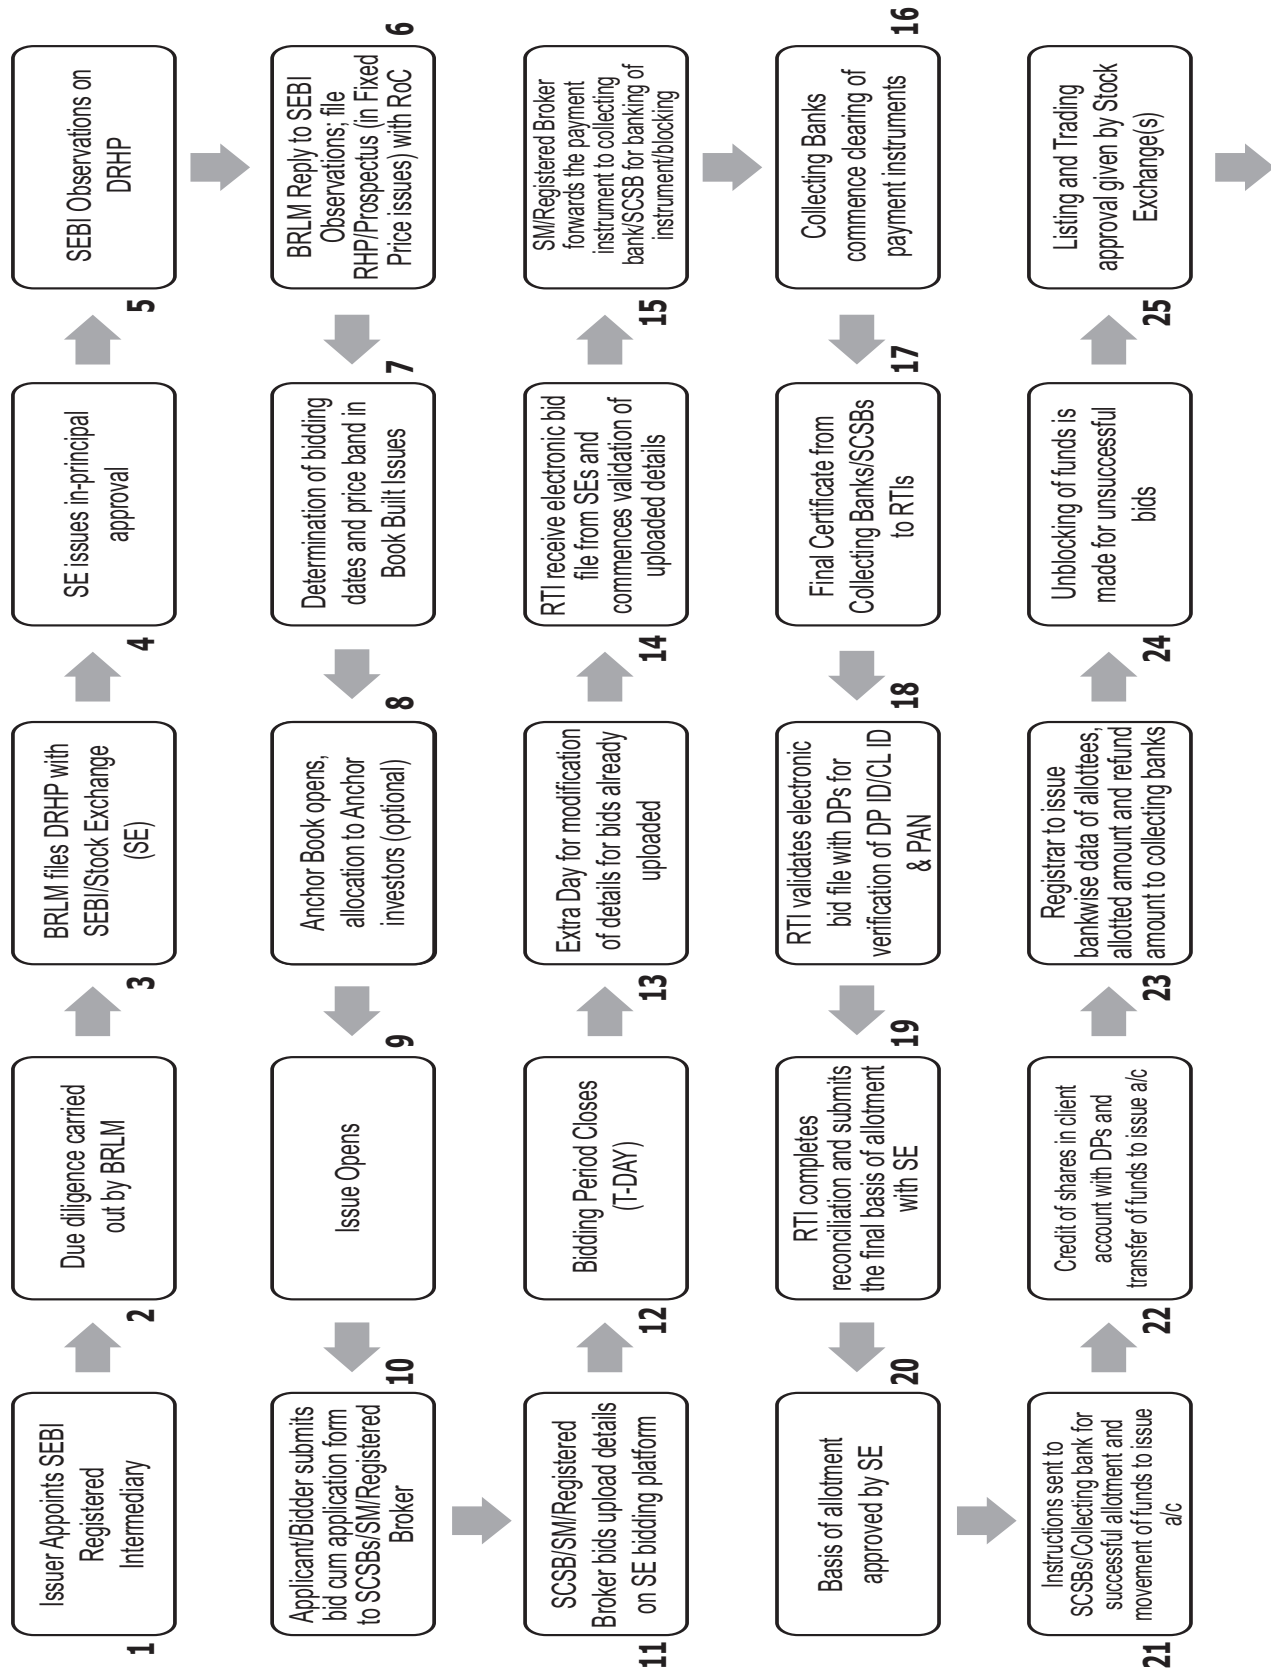 1
Issuer Appoints SEBI
Registered
Intermediary
2
Due diligence carried
out by BRLM
3
BRLM files DRHP with
SEBI/Stock Exchange
(SE)
4
SE issues in-principal
approval
5
SEBI Observations on
DRHP
6
BRLM Reply to SEBI
Observations; file
RHP/Prospectus (in Fixed
Price issues) with RoC
7
Determination of bidding
dates and price band in
Book Built Issues
8
Anchor Book opens,
allocation to Anchor
investors (optional)
9
Issue Opens
10
Applicant/Bidder submits
bid cum application form
to SCSBs/SM/Registered
Broker
11
SCSB/SM/Registered
Broker bids upload details
on SE bidding platform
12
Bidding Period Closes
(T-DAY)
13
Extra Day for modification
of details for bids already
uploaded
14
RTI receive electronic bid
file from SEs and
commences validation of
uploaded details
15
SM/Registered Broker
forwards the payment
instrument to collecting
bank/SCSB for banking of
instrument/blocking
16
Collecting Banks
commence clearing of
payment instruments
17
Final Certificate from
Collecting Banks/SCSBs
to RTIs
18
RTI validates electronic
bid file with DPs for
verification of DP ID/CL ID
& PAN
19
RTI completes
reconciliation and submits
the final basis of allotment
with SE
20
Basis of allotment
approved by SE
21
Instructions sent to
SCSBs/Collecting bank for
successful allotment and
movement of funds to issue
a/c
22
Credit of shares in client
account with DPs and
transfer of funds to issue a/c
23
Registrar to issue
bankwise data of allottees,
allotted amount and refund
amount to collecting banks
24
Unblocking of funds is
made for unsuccessful
bids
25
Listing and Trading
approval given by Stock
Exchange(s)